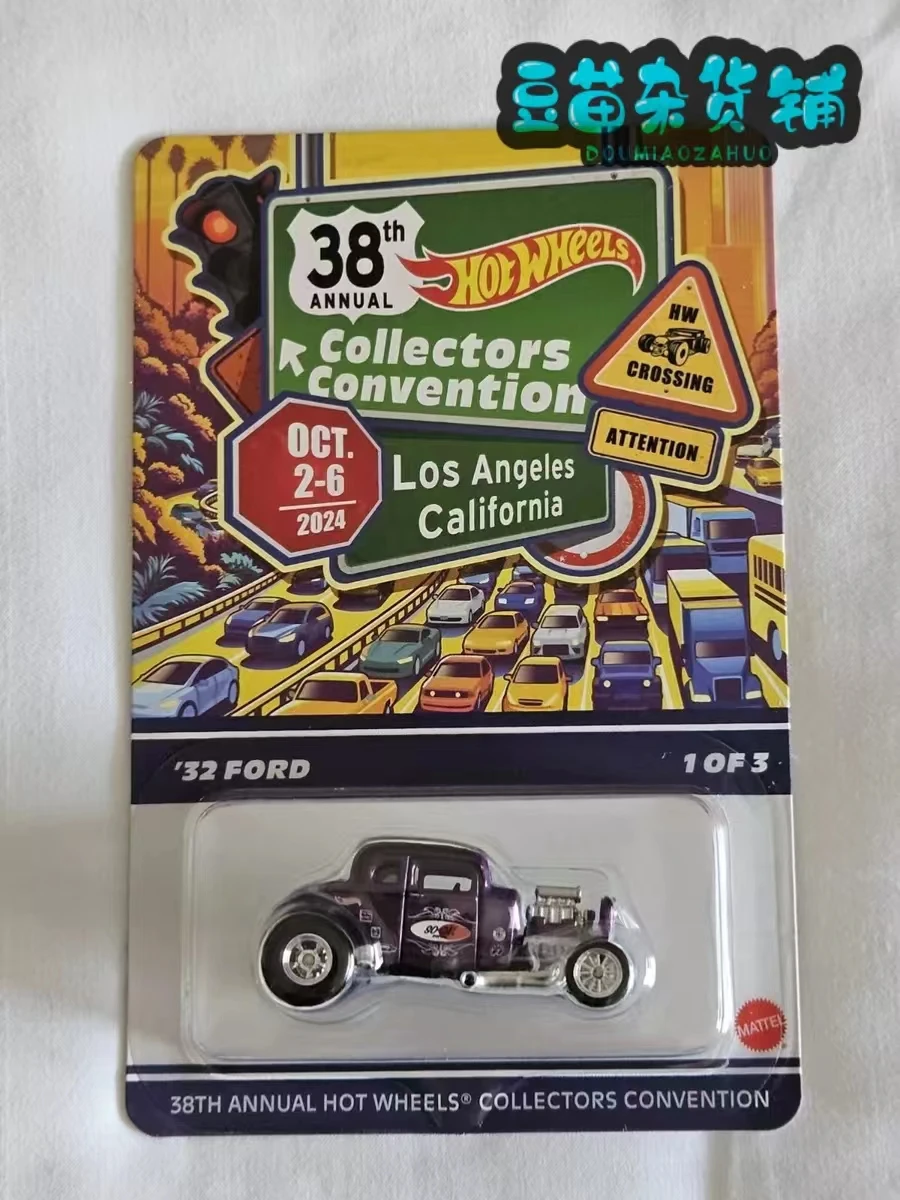 豆苗杂货铺
DOUMIAOZAHUO
38th
ANNUAL
HOT WHEELS
Collectors
Convention
HW
CROSSING
ATTENTION
OCT.
2-6
2024
Los Angeles
California
'32 FORD
1 OF 3
MATTEL
38TH ANNUAL HOT WHEELS® COLLECTORS CONVENTION